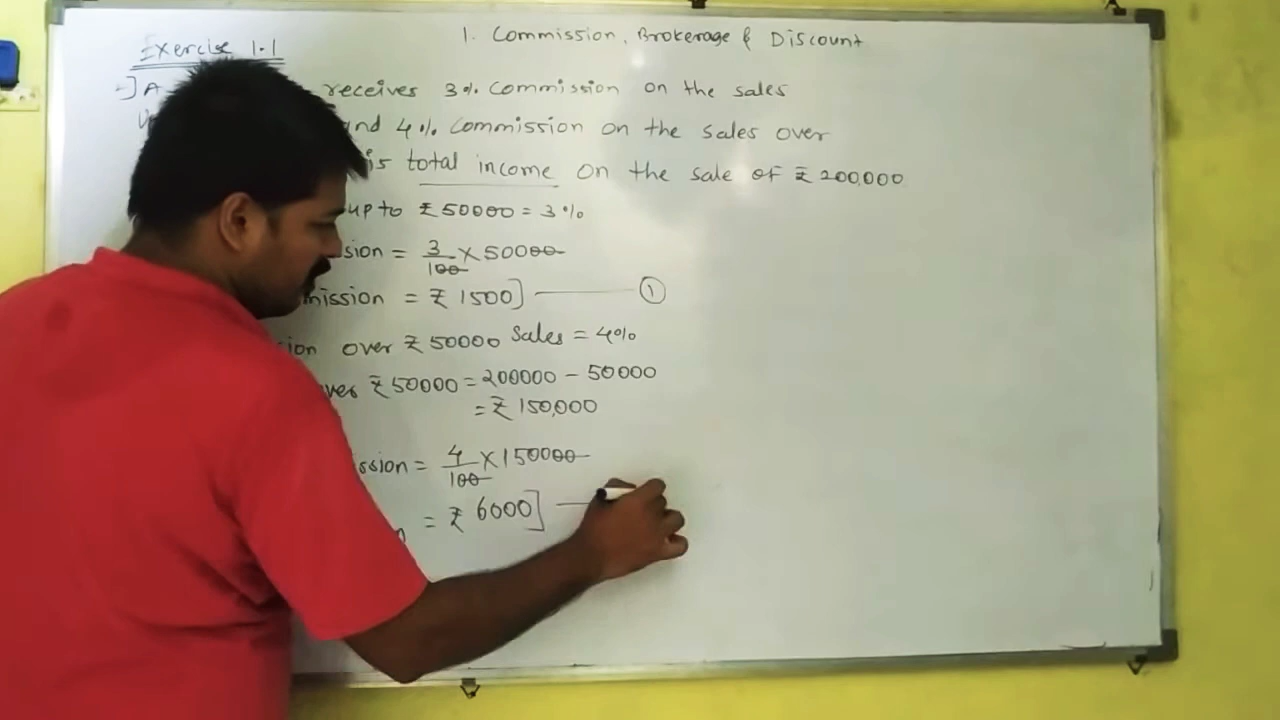 1. Commission, Brokerage & Discount
Exercise 1.1
A receives 3% Commission on the sales
and 4% Commission on the sales over
is total income on the sale of ₹200,000
up to ₹50000 = 3%
sion = 3/100 × 50000
mission = ₹ 1500] ①
ion over ₹50000 Sales = 4%
ver ₹50000 = 200000 - 50000
= ₹ 150,000
ssion = 4/100 × 150000
= ₹ 6000]